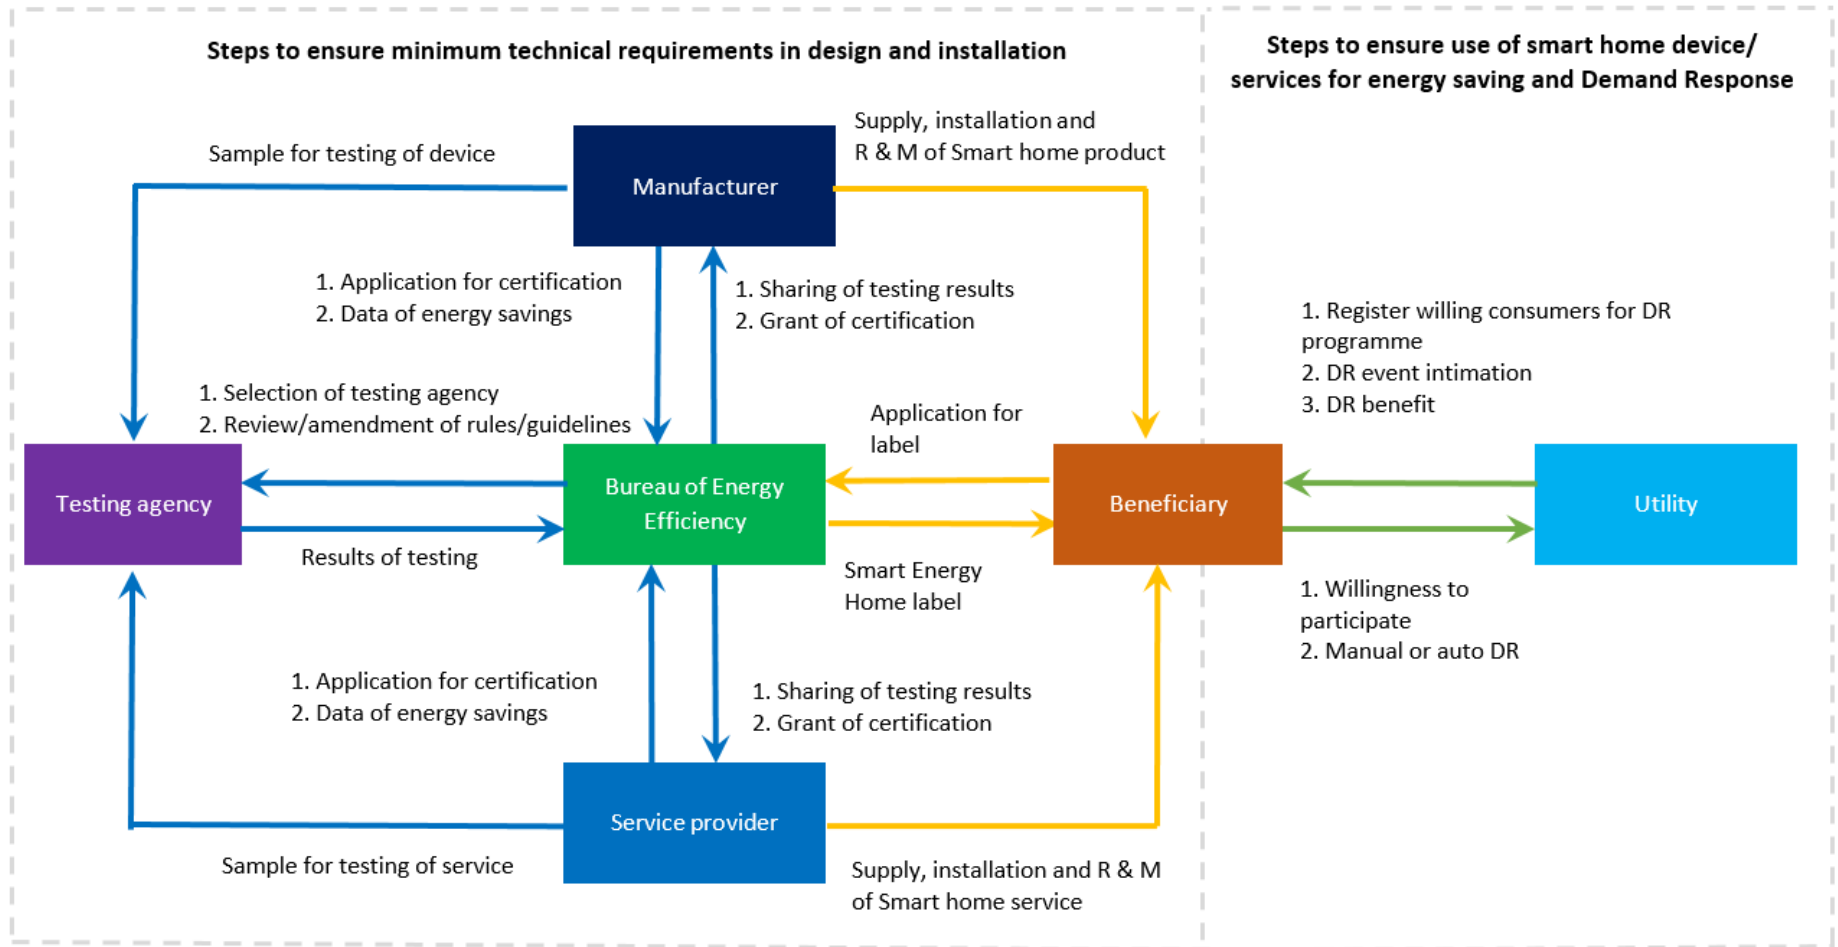 Steps to ensure minimum technical requirements in design and installation
Steps to ensure use of smart home device/
services for energy saving and Demand Response
Sample for testing of device
Manufacturer
Supply, installation and
R & M of Smart home product
1. Application for certification
2. Data of energy savings
1. Sharing of testing results
2. Grant of certification
1. Register willing consumers for DR
programme
2. DR event intimation
3. DR benefit
1. Selection of testing agency
2. Review/amendment of rules/guidelines
Application for
label
Testing agency
Bureau of Energy
Efficiency
Beneficiary
Utility
Results of testing
Smart Energy
Home label
1. Willingness to
participate
2. Manual or auto DR
1. Application for certification
2. Data of energy savings
1. Sharing of testing results
2. Grant of certification
Service provider
Sample for testing of service
Supply, installation and R & M
of Smart home service